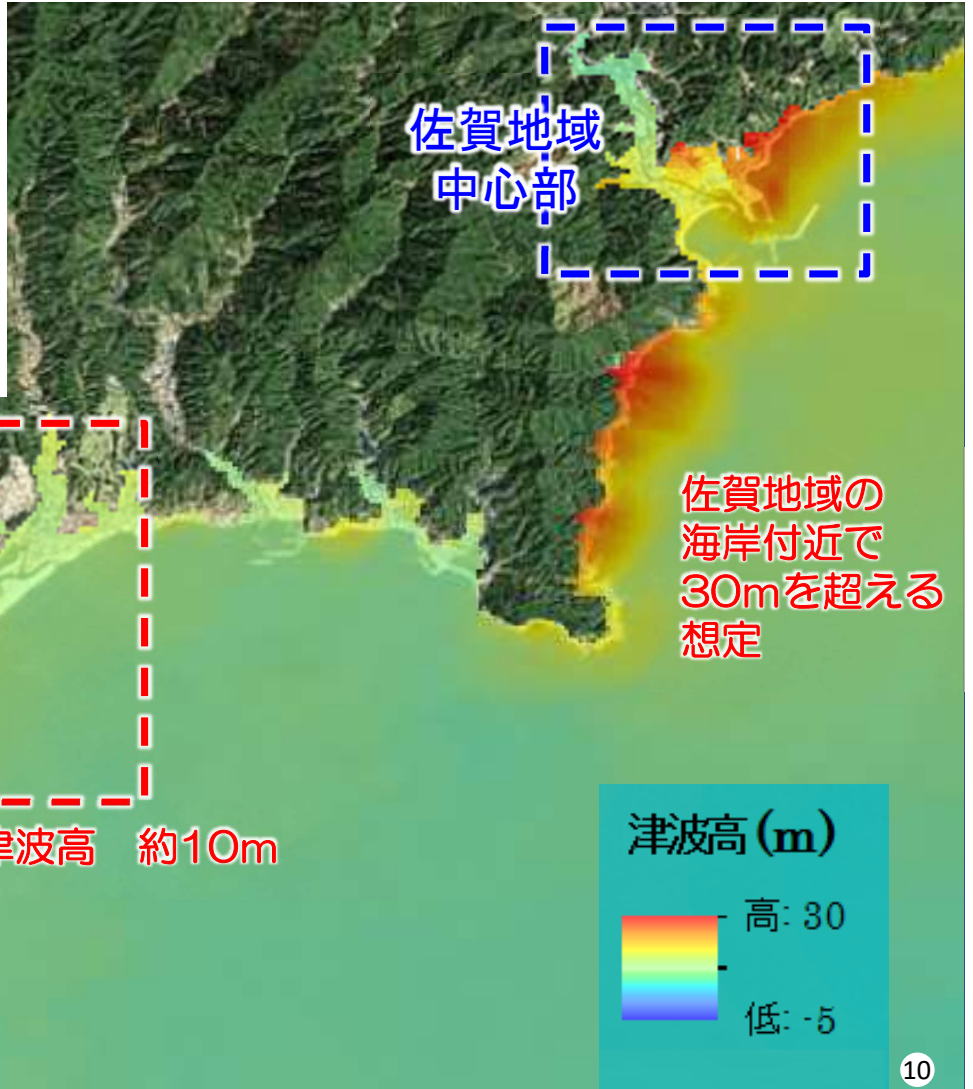 佐賀地域
中心部
佐賀地域の
海岸付近で
30mを超える
想定
津波高 約10m
津波高(m)
高: 30
低: -5
10